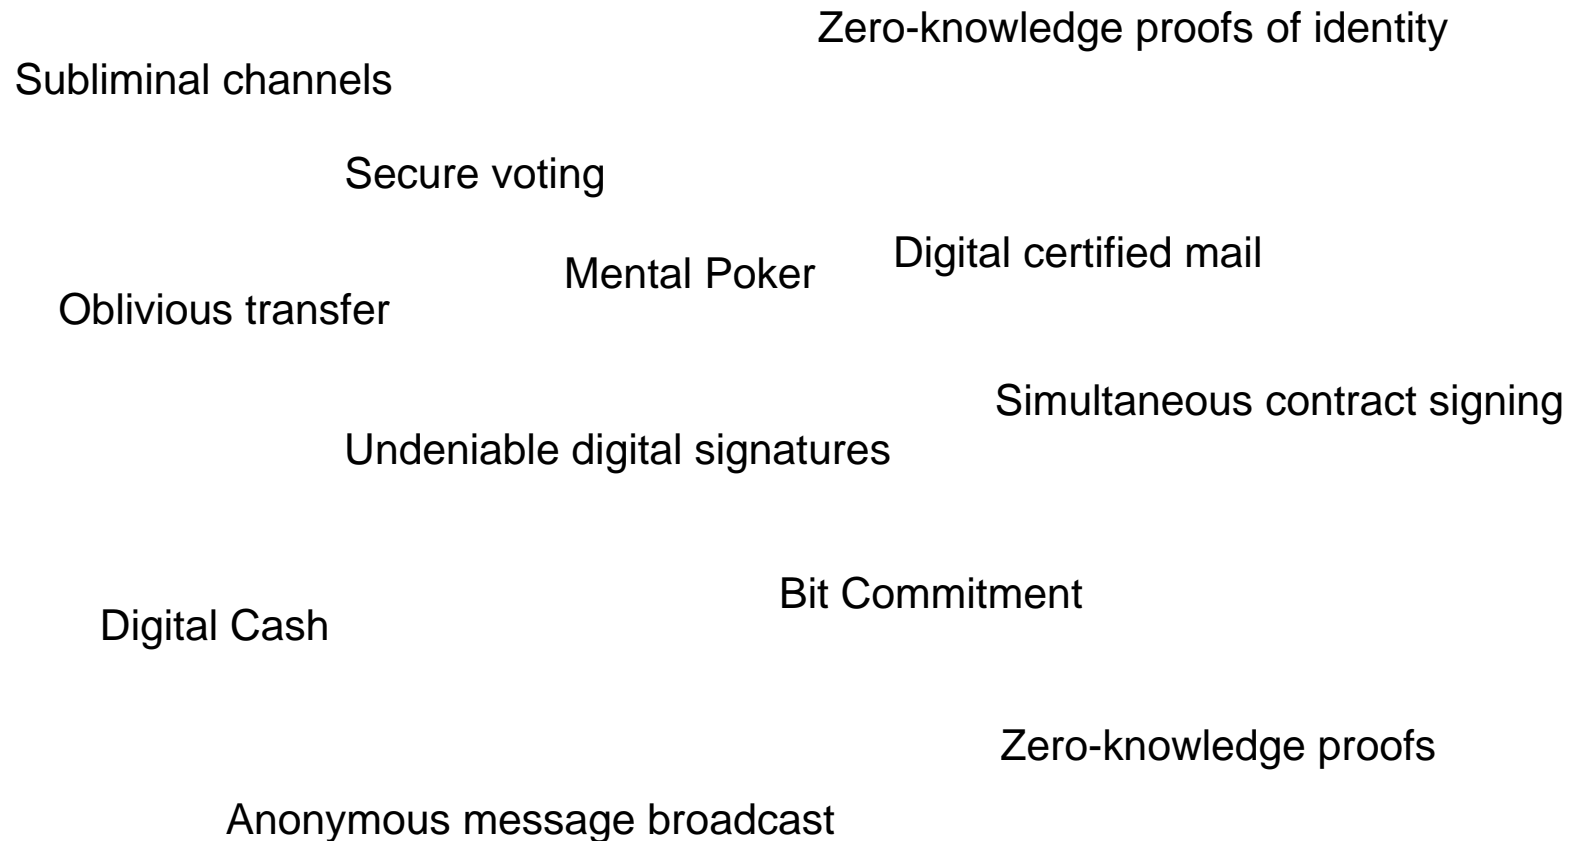 Zero-knowledge proofs of identity
Subliminal channels
Secure voting
Digital certified mail
Mental Poker
Oblivious transfer
Simultaneous contract signing
Undeniable digital signatures
Bit Commitment
Digital Cash
Zero-knowledge proofs
Anonymous message broadcast